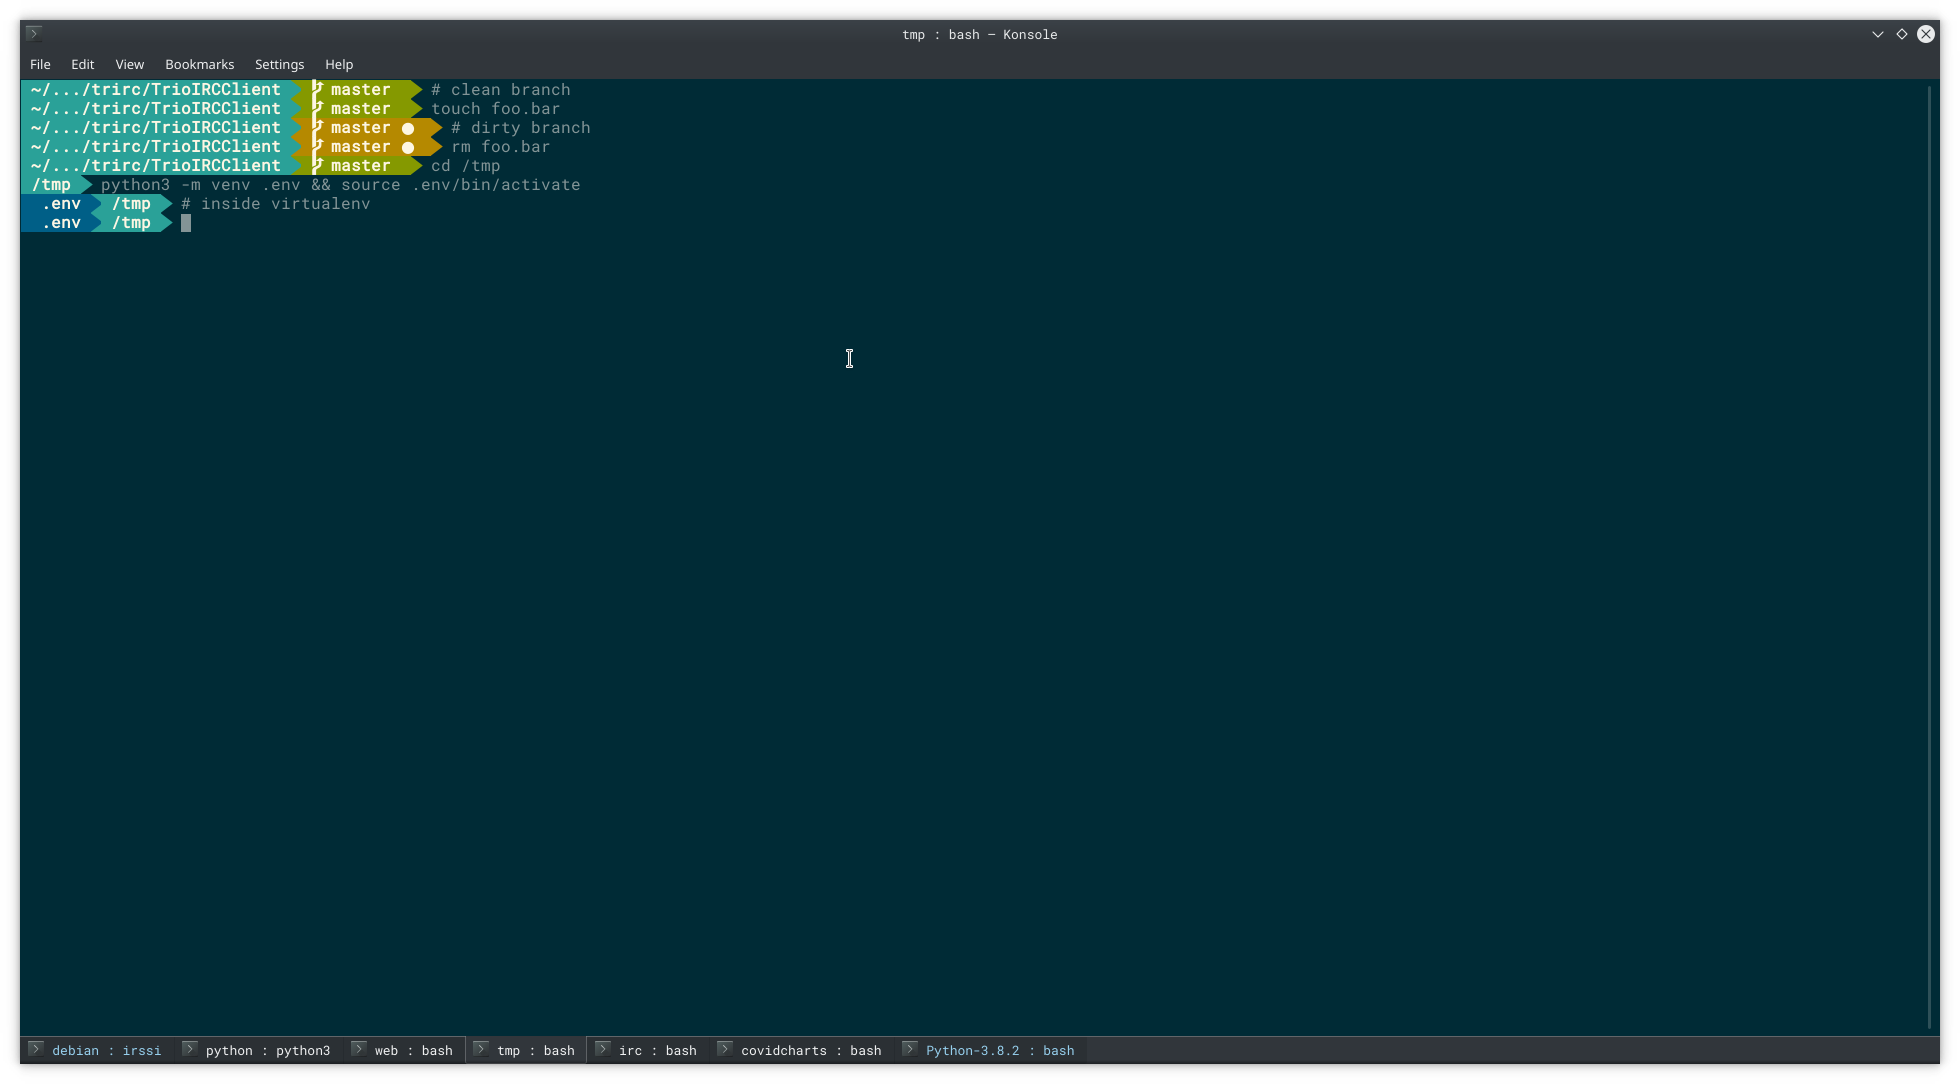 tmp : bash — Konsole
File Edit View Bookmarks Settings Help
~/.../trirc/TrioIRCClient master # clean branch
~/.../trirc/TrioIRCClient master touch foo.bar
~/.../trirc/TrioIRCClient master ● # dirty branch
~/.../trirc/TrioIRCClient master ● rm foo.bar
~/.../trirc/TrioIRCClient master cd /tmp
/tmp python3 -m venv .env && source .env/bin/activate
.env /tmp # inside virtualenv
.env /tmp
debian : irssi python : python3 web : bash tmp : bash irc : bash covidcharts : bash Python-3.8.2 : bash